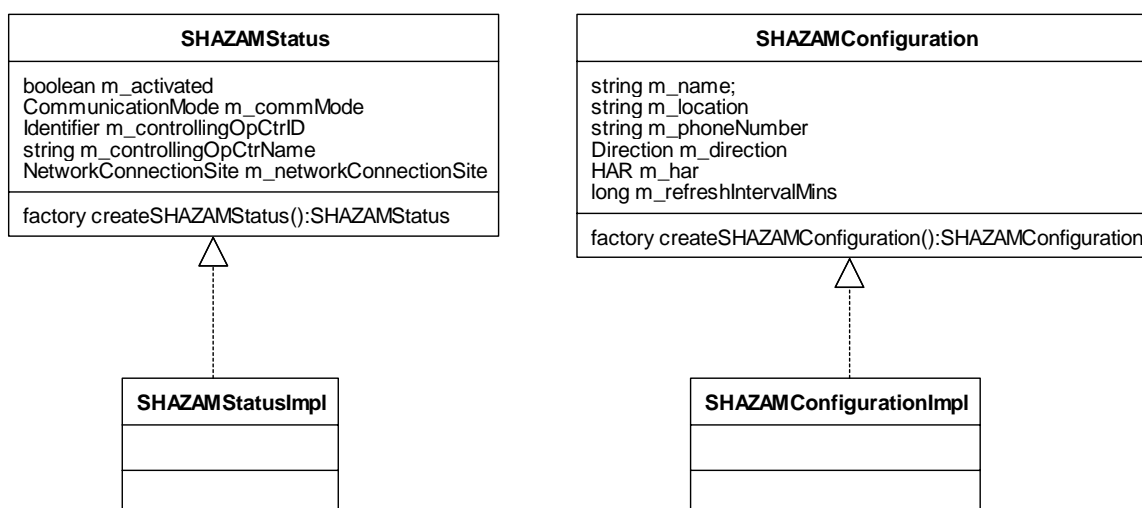 SHAZAMStatus
boolean m_activated
CommunicationMode m_commMode
Identifier m_controllingOpCtrID
string m_controllingOpCtrName
NetworkConnectionSite m_networkConnectionSite
factory createSHAZAMStatus():SHAZAMStatus
SHAZAMStatusImpl
SHAZAMConfiguration
string m_name;
string m_location
string m_phoneNumber
Direction m_direction
HAR m_har
long m_refreshIntervalMins
factory createSHAZAMConfiguration():SHAZAMConfiguration
SHAZAMConfigurationImpl